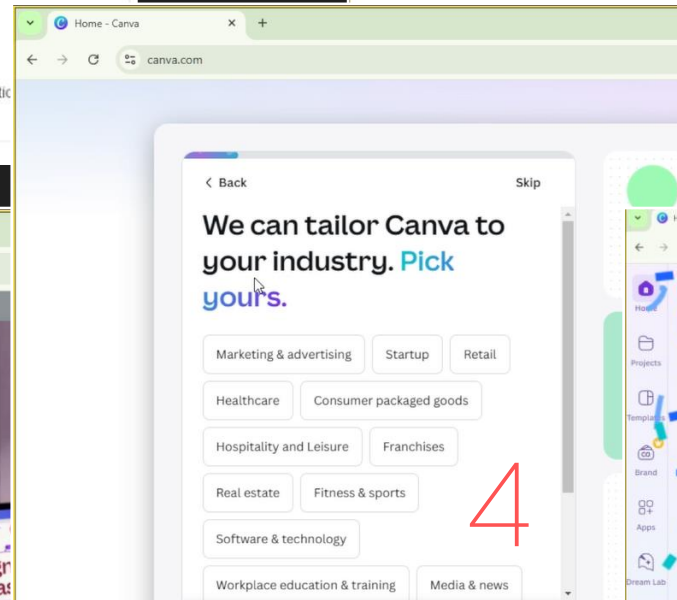 Home - Canva
canva.com
Back
Skip
We can tailor Canva to
your industry. Pick
yours.
Marketing & advertising
Startup
Retail
Healthcare
Consumer packaged goods
Hospitality and Leisure
Franchises
Real estate
Fitness & sports
4
Software & technology
Workplace education & training
Media & news
Home
Projects
Templates
Brand
Apps
Dream Lab